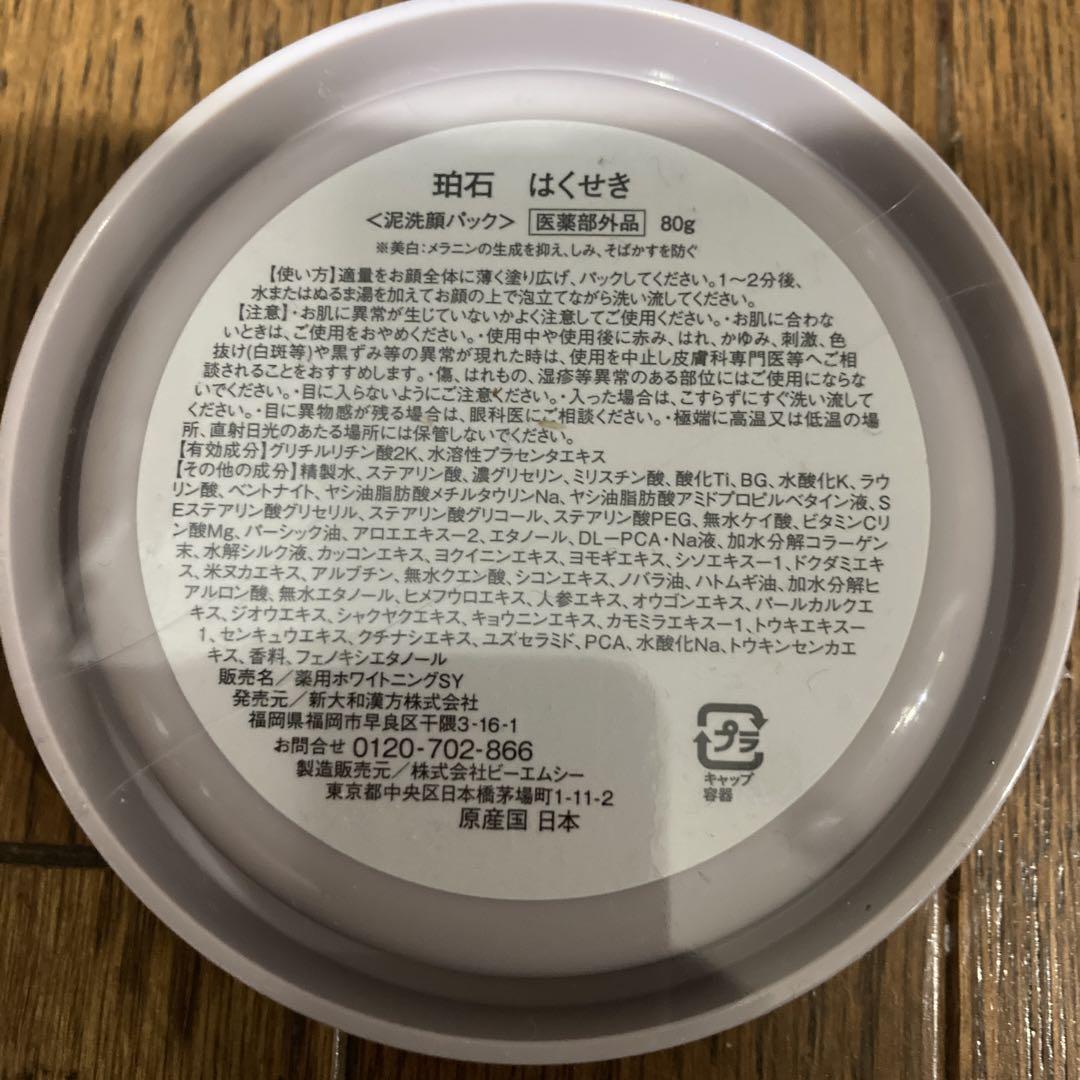 珀石 はくせき
<泥洗顔パック> 医薬部外品 80g
※美白:メラニンの生成を抑え、しみ、そばかすを防ぐ
【使い方】適量をお顔全体に薄く塗り広げ、パックしてください。1〜2分後、
水またはぬるま湯を加えてお顔の上で泡立てながら洗い流してください。
【注意】・お肌に異常が生じていないかよく注意してご使用ください。・お肌に合わな
いときは、ご使用をおやめください。・使用中や使用後に赤み、はれ、かゆみ、刺激、色
抜け(白斑等)や黒ずみ等の異常が現れた時は、使用を中止し皮膚科専門医等へご相
談されることをおすすめします。・傷、はれもの、湿疹等異常のある部位にはご使用にならな
いでください。・目に入らないようにご注意ください。・入った場合は、こすらずにすぐ洗い流して
ください。・目に異物感が残る場合は、眼科医にご相談ください。・極端に高温又は低温の場
所、直射日光のあたる場所には保管しないでください。
【有効成分】グリチルリチン酸2K、水溶性プラセンタエキス
【その他の成分】精製水、ステアリン酸、濃グリセリン、ミリスチン酸、酸化Ti、BG、水酸化K、ラウ
リン酸、ベントナイト、ヤシ油脂肪酸メチルタウリンNa、ヤシ油脂肪酸アミドプロピルベタイン液、S
Eステアリン酸グリセリル、ステアリン酸グリコール、ステアリン酸PEG、無水ケイ酸、ビタミンCリ
ン酸Mg、パーシック油、アロエエキス－2、エタノール、DL－PCA・Na液、加水分解コラーゲン
末、水解シルク液、カッコンエキス、ヨクイニンエキス、ヨモギエキス、シソエキス－1、ドクダミエキ
ス、米ヌカエキス、アルブチン、無水クエン酸、シコンエキス、ノバラ油、ハトムギ油、加水分解ヒ
アルロン酸、無水エタノール、ヒメフウロエキス、人参エキス、オウゴンエキス、パールカルクエ
キス、ジオウエキス、シャクヤクエキス、キョウニンエキス、カモミラエキス－1、トウキエキス－
1、センキュウエキス、クチナシエキス、ユズセラミド、PCA、水酸化Na、トウキンセンカエ
キス、香料、フェノキシエタノール
販売名／薬用ホワイトニングSY
発売元／新大和漢方株式会社
福岡県福岡市早良区干隈3-16-1
お問合せ 0120-702-866
製造販売元／株式会社ビーエムシー
東京都中央区日本橋茅場町1-11-2
原産国 日本
プラ
キャップ
容器